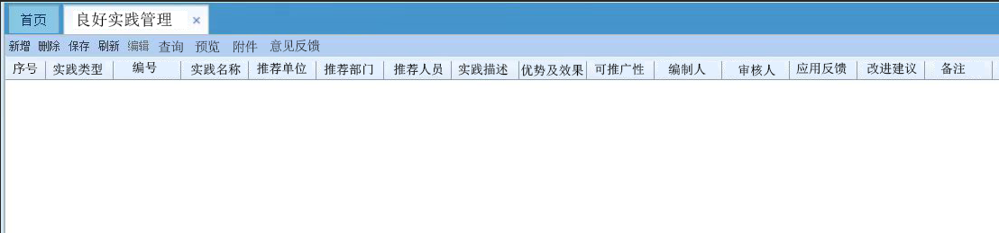 首页 良好实践管理 ×
新增 删除 保存 刷新 编辑 查询 预览 附件 意见反馈
序号 实践类型 编号 实践名称 推荐单位 推荐部门 推荐人员 实践描述 优势及效果 可推广性 编制人 审核人 应用反馈 改进建议 备注